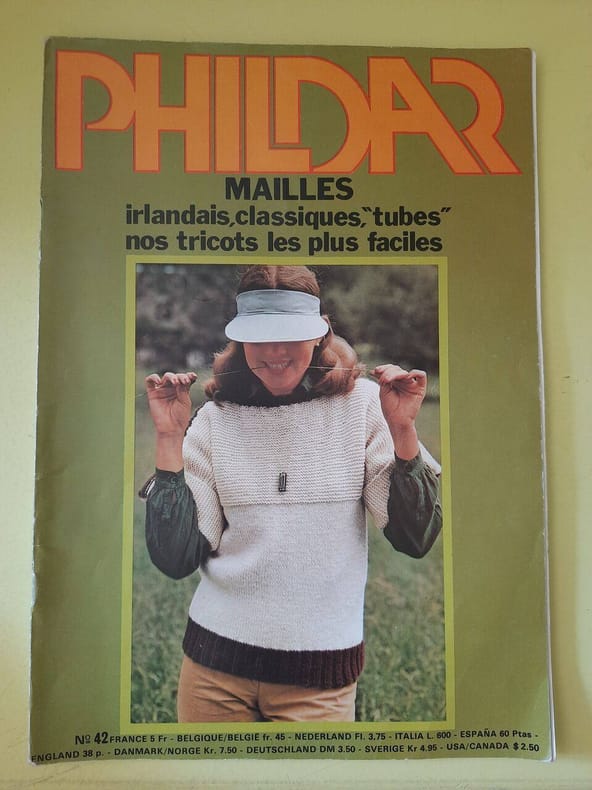 PHILDAR
MAILLES
irlandais, classiques, "tubes"
nos tricots les plus faciles
Nº 42 FRANCE 5 Fr - BELGIQUE/BELGIË fr. 45 - NEDERLAND Fl. 3,75 - ITALIA L. 600 - ESPAÑA 60 Ptas -
ENGLAND 38 p. - DANMARK/NORGE Kr. 7.50 - DEUTSCHLAND DM 3.50 - SVERIGE Kr 4.95 - USA/CANADA $ 2.50